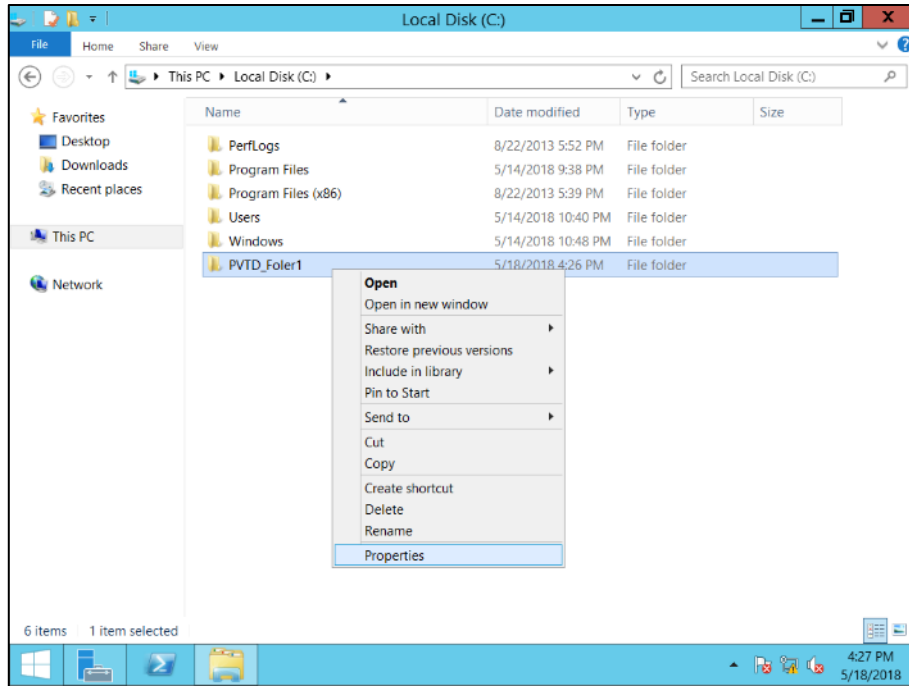 Local Disk (C:)
File Home Share View
This PC Local Disk (C:) Search Local Disk (C:)
Name Date modified Type Size
Favorites
Desktop
Downloads
Recent places
This PC
Network
PerfLogs 8/22/2013 5:52 PM File folder
Program Files 5/14/2018 9:38 PM File folder
Program Files (x86) 8/22/2013 5:39 PM File folder
Users 5/14/2018 10:40 PM File folder
Windows 5/14/2018 10:48 PM File folder
PVTD_Foler1 5/18/2018 4:26 PM File folder
Open
Open in new window
Share with
Restore previous versions
Include in library
Pin to Start
Send to
Cut
Copy
Create shortcut
Delete
Rename
Properties
6 items 1 item selected
4:27 PM
5/18/2018